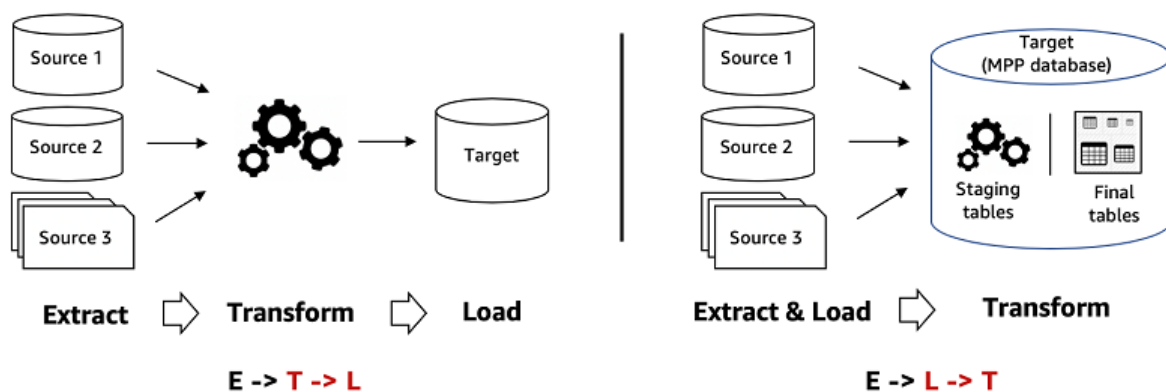 Source 1
Source 2
Source 3
Target
Extract
Transform
Load
E -> T -> L
Source 1
Source 2
Source 3
Target
(MPP database)
Staging
tables
Final
tables
Extract & Load
Transform
E -> L -> T